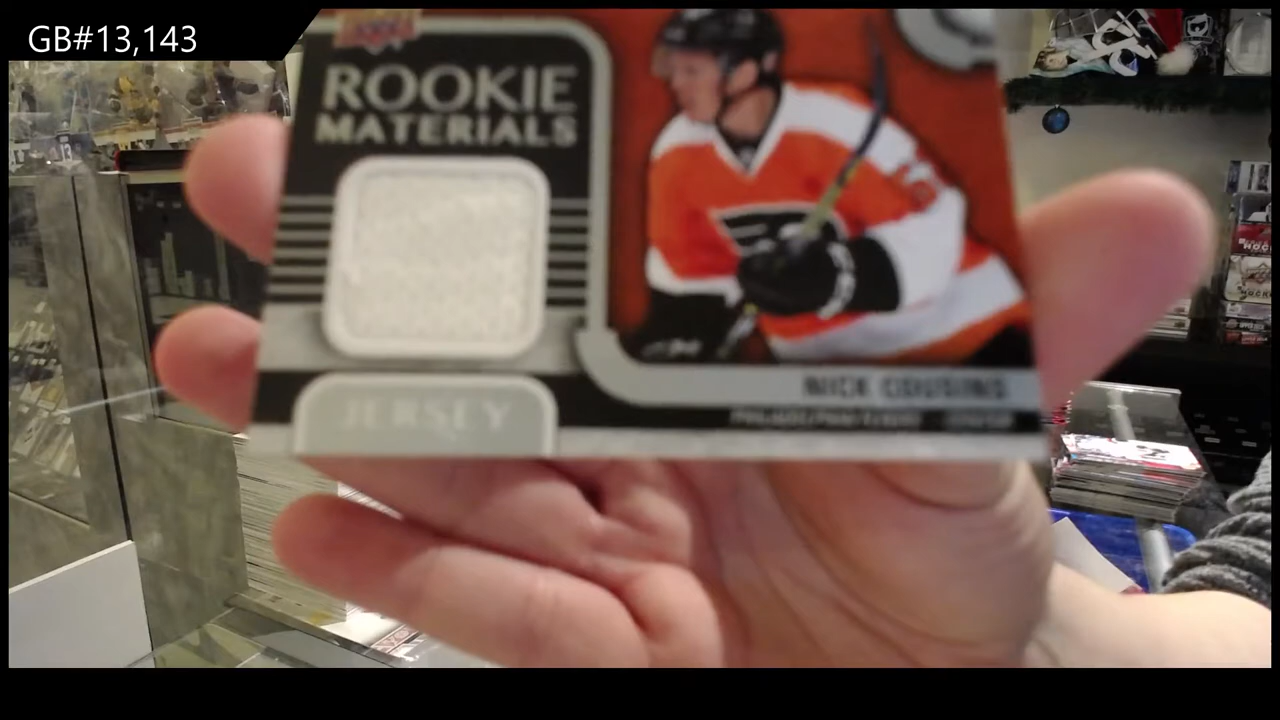 GB#13,143
ROOKIE
MATERIALS
NICK COUSINS
JERSEY